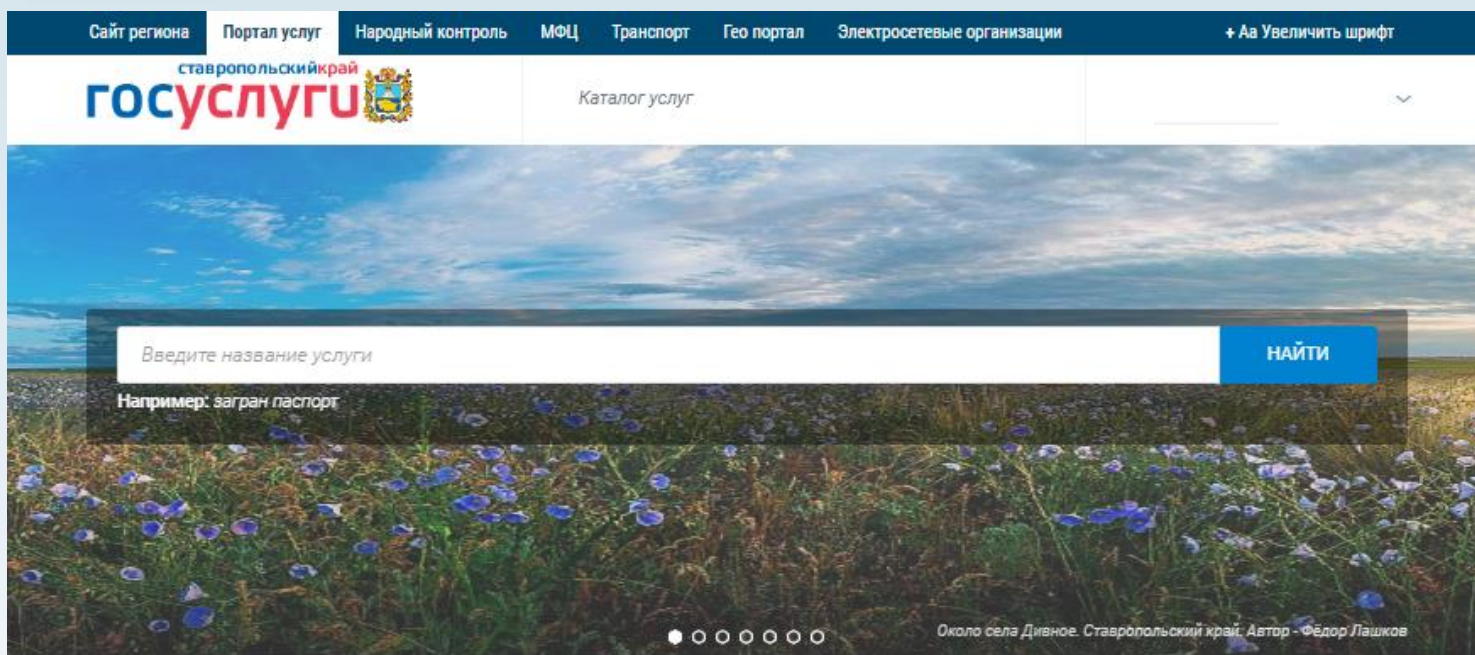 Сайт региона Портал услуг Народный контроль МФЦ Транспорт Гео портал Электросетевые организации + Аа Увеличить шрифт
ставропольскийкрай
госуслуги
Каталог услуг
Введите название услуги НАЙТИ
Например: загран паспорт
Около села Дивное. Ставропольский край. Автор - Фёдор Лашков